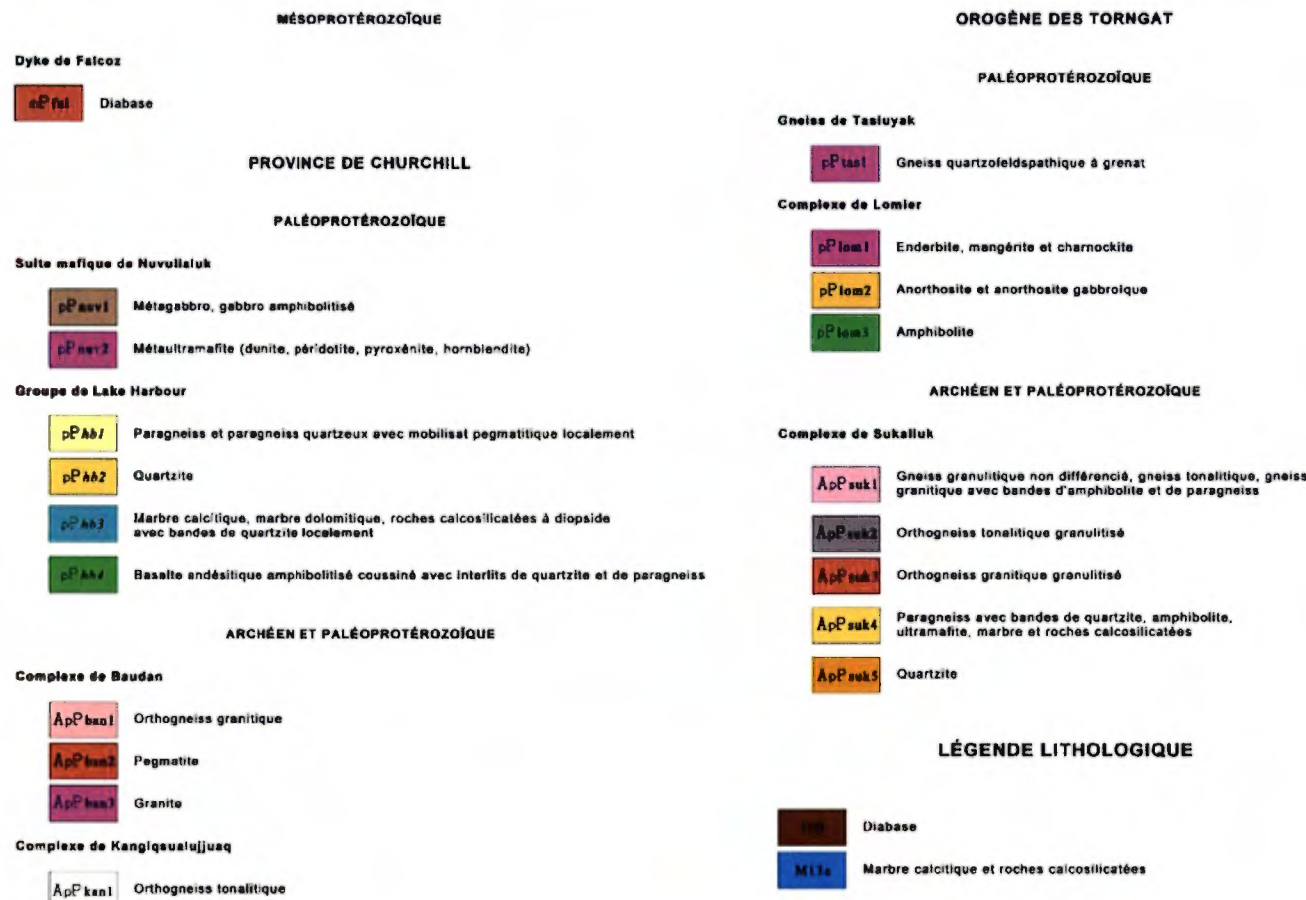 MÉSOPROTÉROZOÏQUE
Dyke de Falcoz
mPfal Diabase
PROVINCE DE CHURCHILL
PALÉOPROTÉROZOÏQUE
Suite mafique de Nuvulialuk
pPnuv1 Métagabbro, gabbro amphibolitisé
pPnuv2 Métaultramafite (dunite, péridotite, pyroxénite, hornblendite)
Groupe de Lake Harbour
pPhb1 Paragneiss et paragneiss quartzeux avec mobilisat pegmatitique localement
pPhb2 Quartzite
pPhb3 Marbre calcitique, marbre dolomitique, roches calcosilicatées à diopside
avec bandes de quartzite localement
pPhb4 Basalte andésitique amphibolitisé coussiné avec interlits de quartzite et de paragneiss
ARCHÉEN ET PALÉOPROTÉROZOÏQUE
Complexe de Baudan
Orthogneiss granitique
Pegmatite
Granite
Complexe de Kangiqsualujjuaq
ApPkan1 Orthogneiss tonalitique
OROGÈNE DES TORNGAT
PALÉOPROTÉROZOÏQUE
Gneiss de Tasiuyak
pPtas1 Gneiss quartzofeldspathique à grenat
Complexe de Lomier
pPlom1 Enderbite, mangérite et charnockite
pPlom2 Anorthosite et anorthosite gabbroïque
pPlom3 Amphibolite
ARCHÉEN ET PALÉOPROTÉROZOÏQUE
Complexe de Sukaliuk
ApPsuk1 Gneiss granulitique non différencié, gneiss tonalitique, gneiss
granitique avec bandes d'amphibolite et de paragneiss
ApPsuk2 Orthogneiss tonalitique granulitisé
ApPsuk3 Orthogneiss granitique granulitisé
ApPsuk4 Paragneiss avec bandes de quartzite, amphibolite,
ultramafite, marbre et roches calcosilicatées
ApPsuk5 Quartzite
LÉGENDE LITHOLOGIQUE
Diabase
M13a Marbre calcitique et roches calcosilicatées